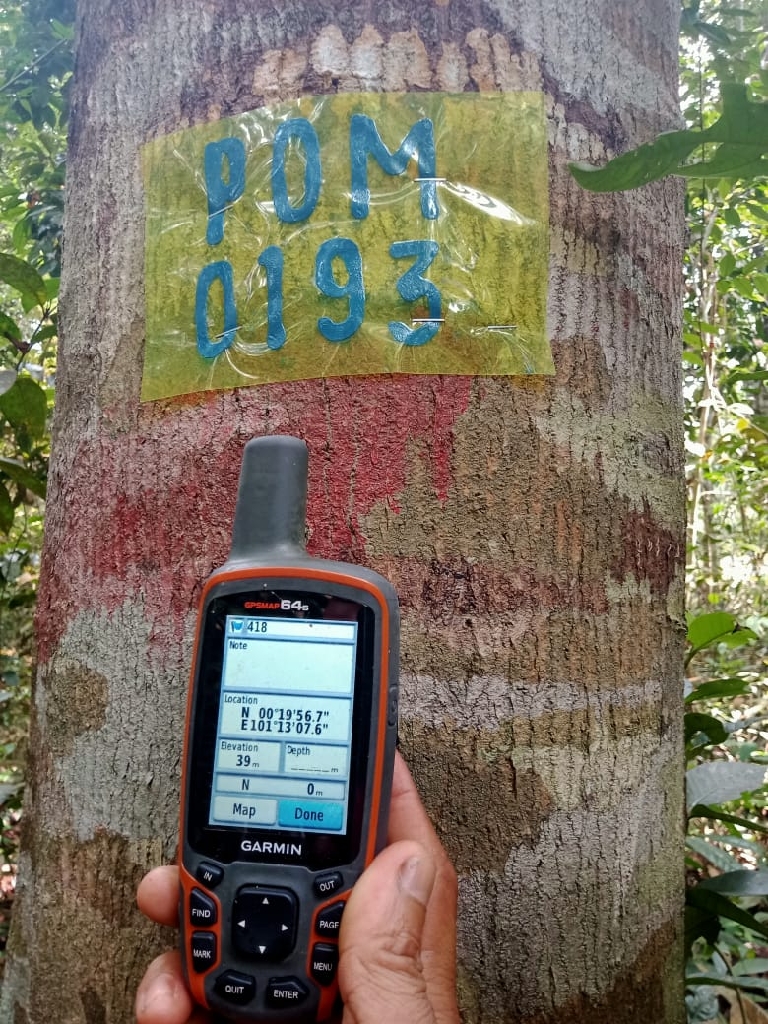 POM
0193
GPSMAP 64s
418
Note
Location
N 00°19'56.7"
E101°13'07.6"
Elevation Depth
39m _____m
N 0m
Map Done
GARMIN
IN OUT
FIND PAGE
MARK MENU
QUIT ENTER